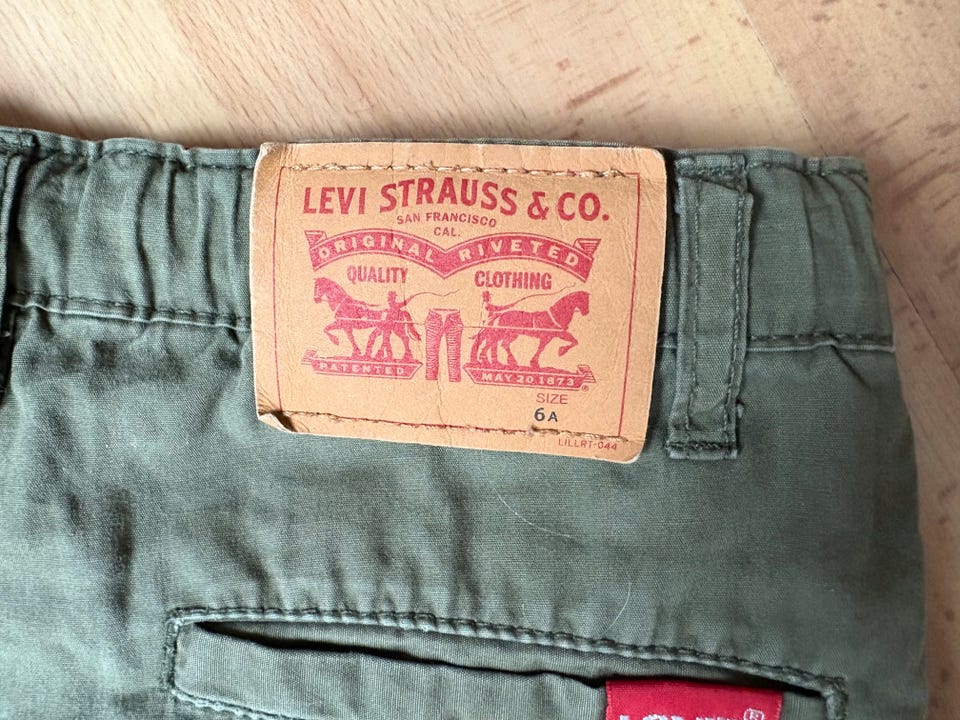 LEVI STRAUSS & CO.
SAN FRANCISCO
CAL.
ORIGINAL RIVETED
QUALITY CLOTHING
PATENTED MAY 20 1873 ®
SIZE
6A
LILLRT-044
®